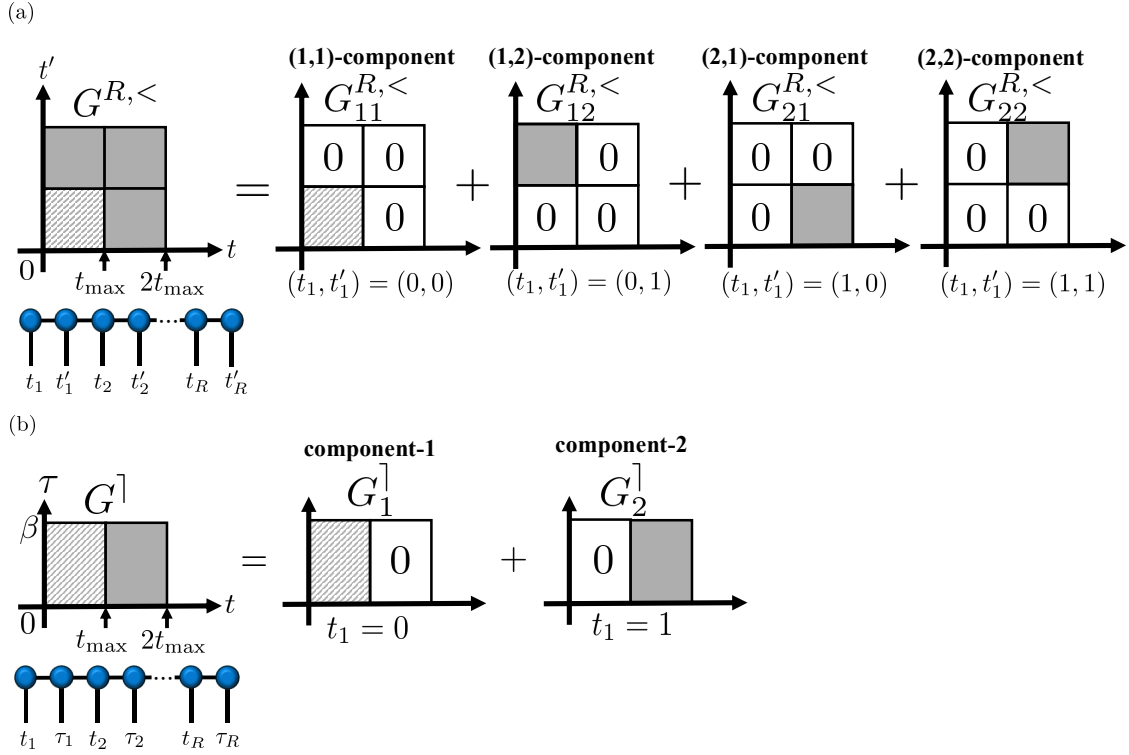 (a)
(1,1)-component (1,2)-component (2,1)-component (2,2)-component
t′ G^{R,<} G_{11}^{R,<} G_{12}^{R,<} G_{21}^{R,<} G_{22}^{R,<}
0 0 0 0 0 0
= + + +
0 0 0 0 0 0
0 t
t_max 2t_max (t_1, t′_1) = (0, 0) (t_1, t′_1) = (0, 1) (t_1, t′_1) = (1, 0) (t_1, t′_1) = (1, 1)
...
t_1 t′_1 t_2 t′_2 t_R t′_R
(b)
component-1 component-2
τ G^⌉ G_1^⌉ G_2^⌉
β
= 0 + 0
0 t
t_max 2t_max t_1 = 0 t_1 = 1
...
t_1 τ_1 t_2 τ_2 t_R τ_R